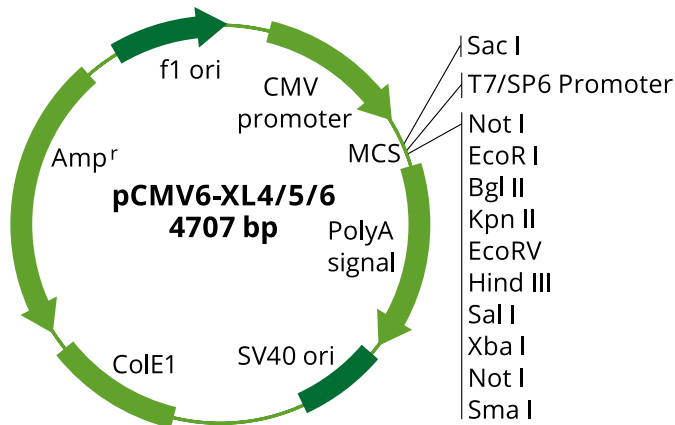 f1 ori
CMV
promoter
MCS
Sac I
T7/SP6 Promoter
Not I
EcoR I
Bgl II
Kpn II
EcoRV
Hind III
Sal I
Xba I
Not I
Sma I
Amp r
pCMV6-XL4/5/6
4707 bp
PolyA
signal
SV40 ori
ColE1